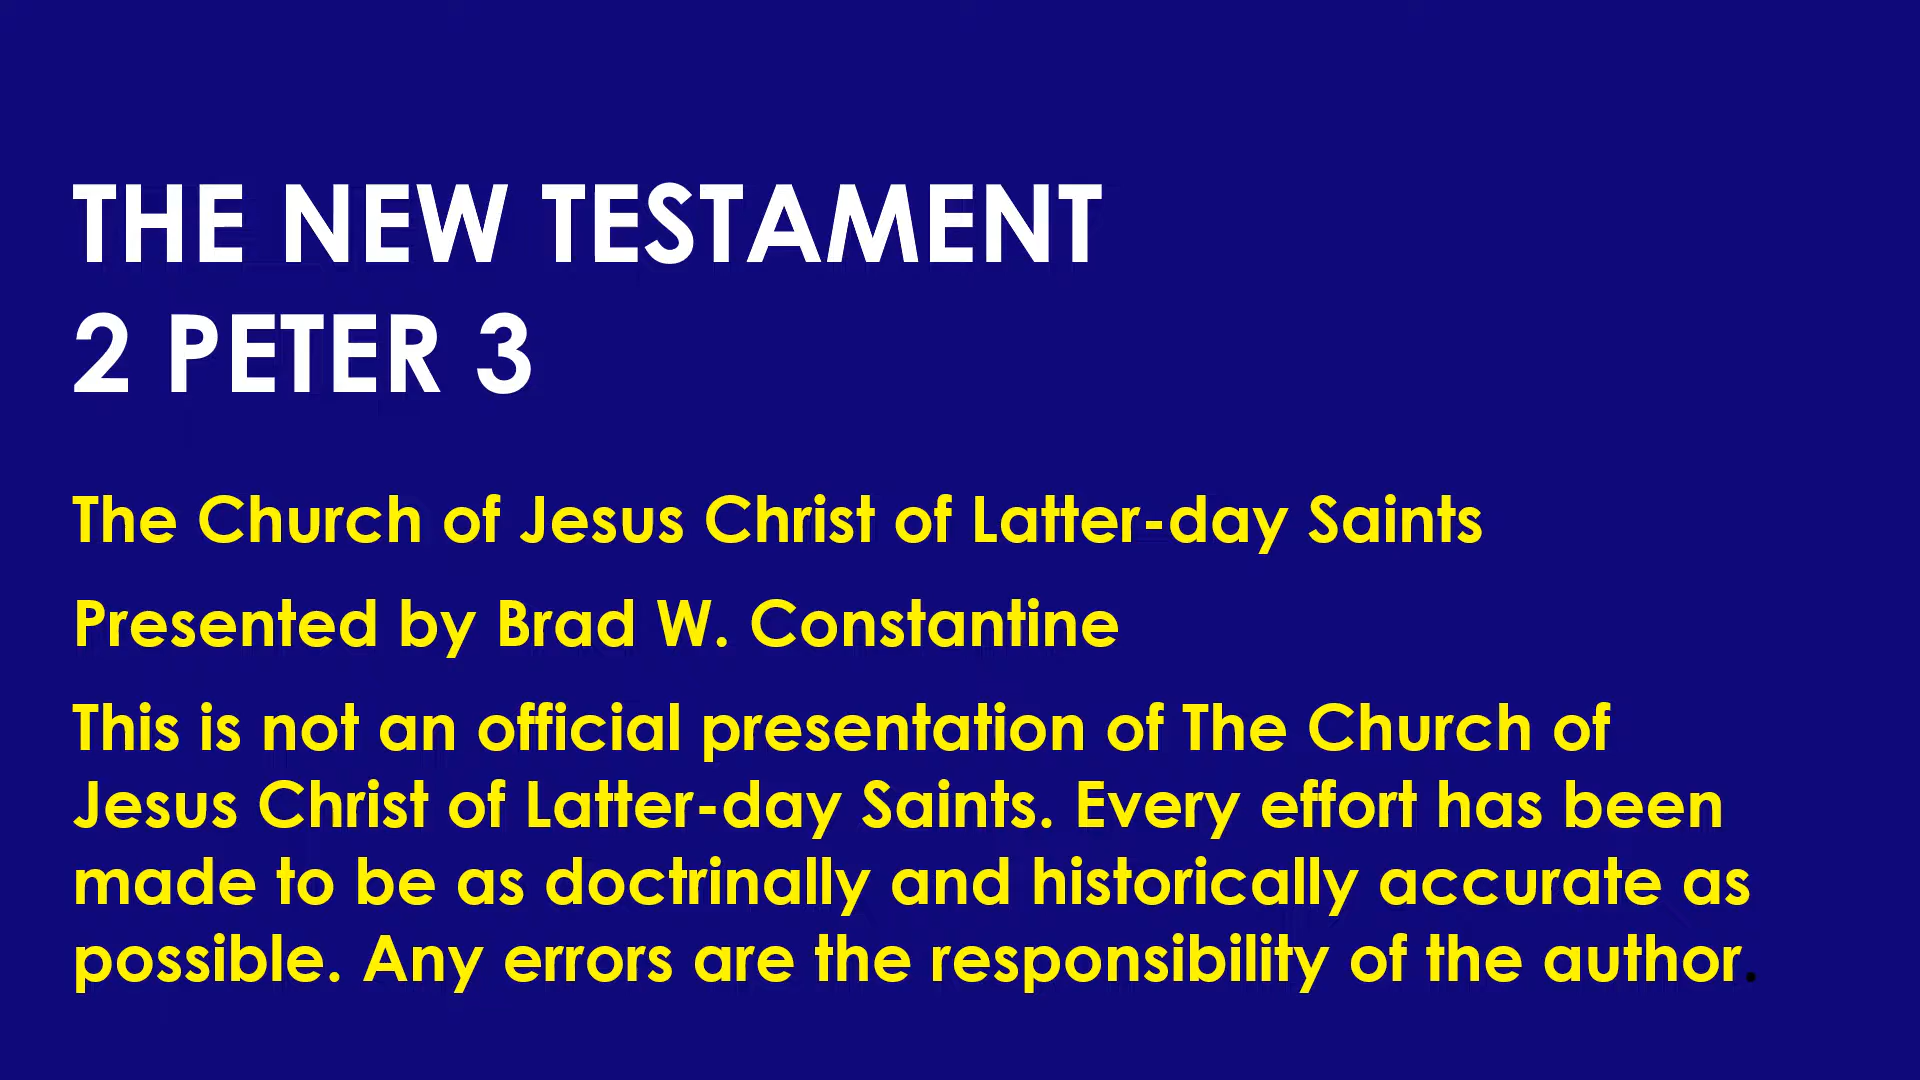 THE NEW TESTAMENT
2 PETER 3
The Church of Jesus Christ of Latter-day Saints
Presented by Brad W. Constantine
This is not an official presentation of The Church of
Jesus Christ of Latter-day Saints. Every effort has been
made to be as doctrinally and historically accurate as
possible. Any errors are the responsibility of the author.